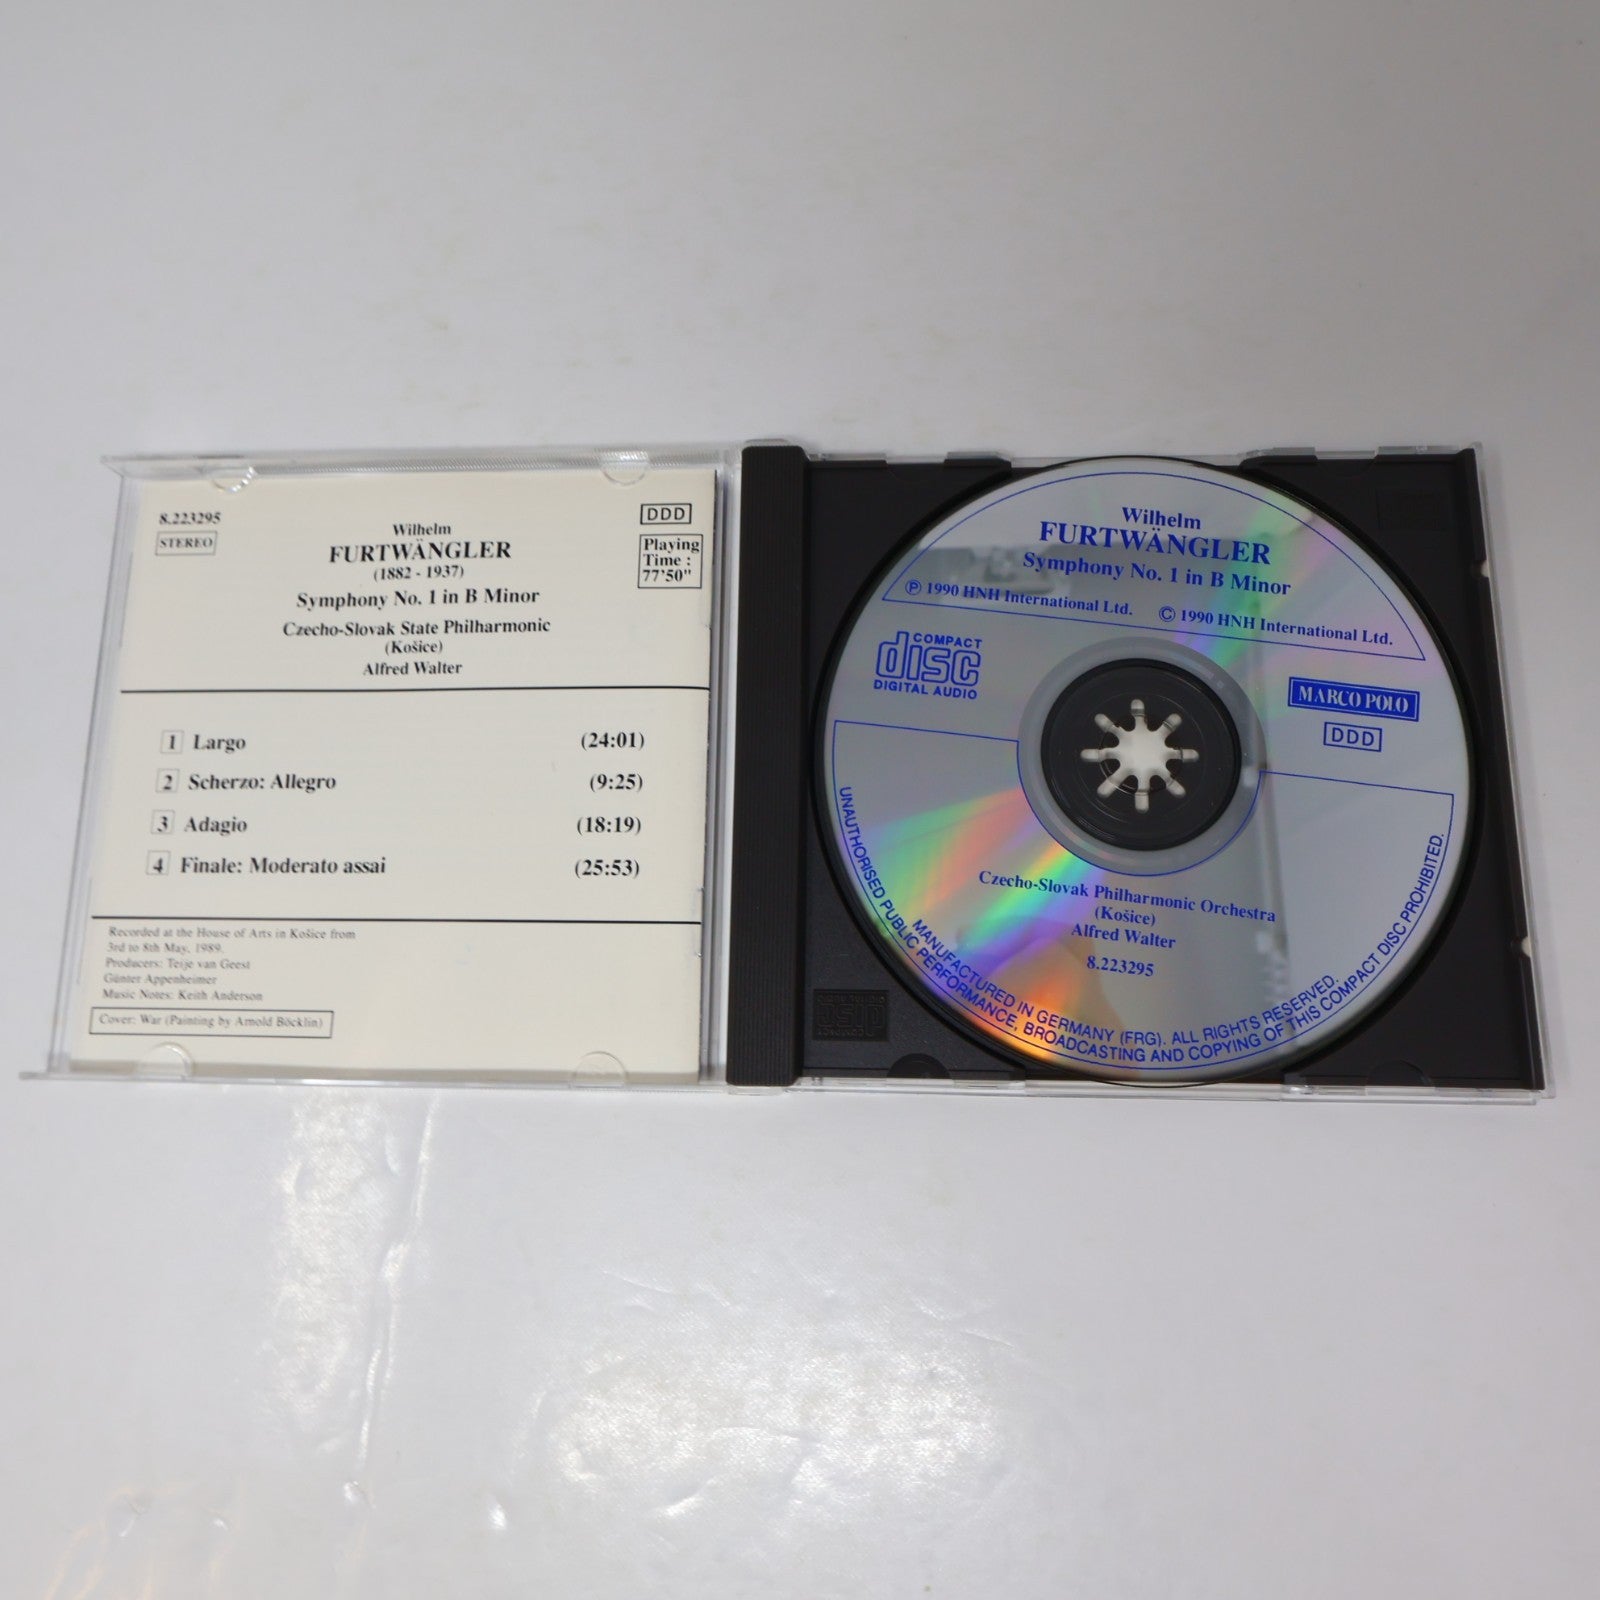 8.223295
STEREO
Wilhelm
FURTWÄNGLER
(1882 - 1937)
Symphony No. 1 in B Minor
Czecho-Slovak State Philharmonic
(Košice)
Alfred Walter
DDD
Playing
Time :
77'50"
1 Largo (24:01)
2 Scherzo: Allegro (9:25)
3 Adagio (18:19)
4 Finale: Moderato assai (25:53)
Recorded at the House of Arts in Košice from
3rd to 8th May, 1989.
Producers: Teije van Geest
Günter Appenheimer
Music Notes: Keith Anderson
Cover: War (Painting by Arnold Böcklin)
Wilhelm
FURTWÄNGLER
Symphony No. 1 in B Minor
Ⓟ 1990 HNH International Ltd. © 1990 HNH International Ltd.
COMPACT
disc
DIGITAL AUDIO
MARCO POLO
DDD
Czecho-Slovak Philharmonic Orchestra
(Košice)
Alfred Walter
8.223295
MANUFACTURED IN GERMANY (FRG). ALL RIGHTS RESERVED.
UNAUTHORISED PUBLIC PERFORMANCE, BROADCASTING AND COPYING OF THIS COMPACT DISC PROHIBITED.
COMPACT
disc
DIGITAL AUDIO